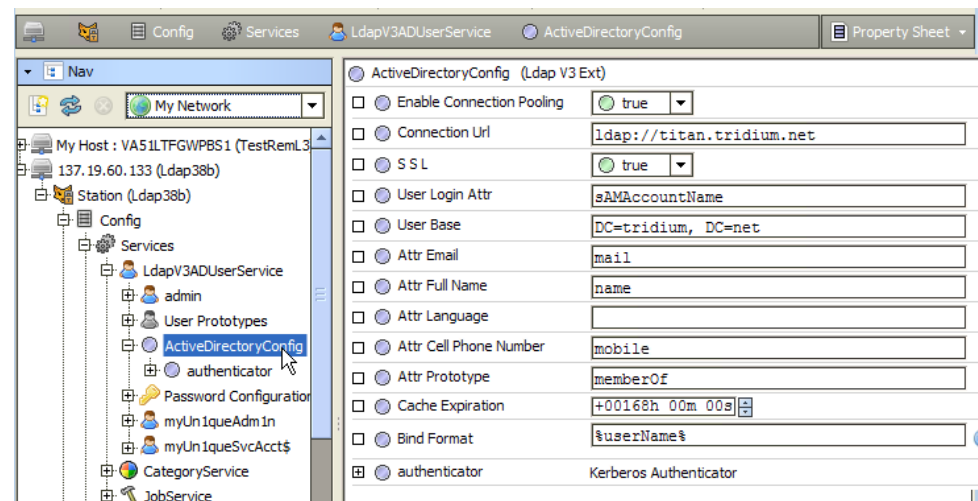 Config Services LdapV3ADUserService ActiveDirectoryConfig Property Sheet
Nav
My Network
My Host : VA51LTFGWPBS1 (TestRemL3
137.19.60.133 (Ldap38b)
Station (Ldap38b)
Config
Services
LdapV3ADUserService
admin
User Prototypes
ActiveDirectoryConfig
authenticator
Password Configuration
myUn1queAdm1n
myUn1queSvcAcct$
CategoryService
JobService
ActiveDirectoryConfig (Ldap V3 Ext)
Enable Connection Pooling true
Connection Url ldap://titan.tridium.net
S S L true
User Login Attr sAMAccountName
User Base DC=tridium, DC=net
Attr Email mail
Attr Full Name name
Attr Language
Attr Cell Phone Number mobile
Attr Prototype memberOf
Cache Expiration +00168h 00m 00s
Bind Format %userName%
authenticator Kerberos Authenticator